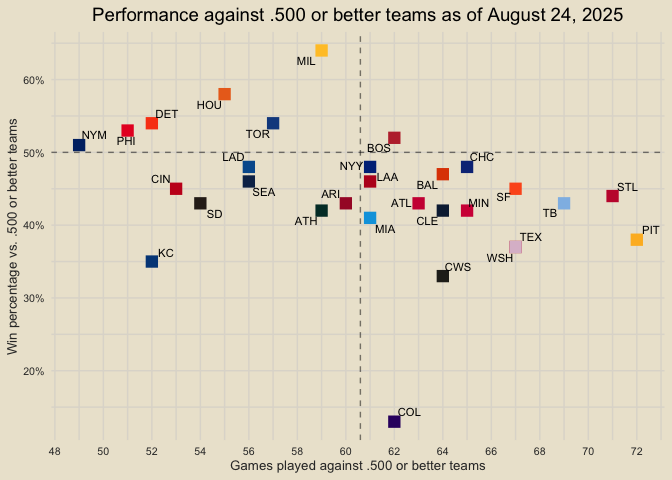 Performance against .500 or better teams as of August 24, 2025
Win percentage vs. .500 or better teams
60%
50%
40%
30%
20%
MIL
HOU
DET
TOR
NYM
PHI
BOS
LAD
NYY
CHC
CIN
SEA
LAA
BAL
SD
ARI
ATL
SF
STL
ATH
MIA
CLE
MIN
TB
KC
TEX
PIT
WSH
CWS
COL
48 50 52 54 56 58 60 62 64 66 68 70 72
Games played against .500 or better teams